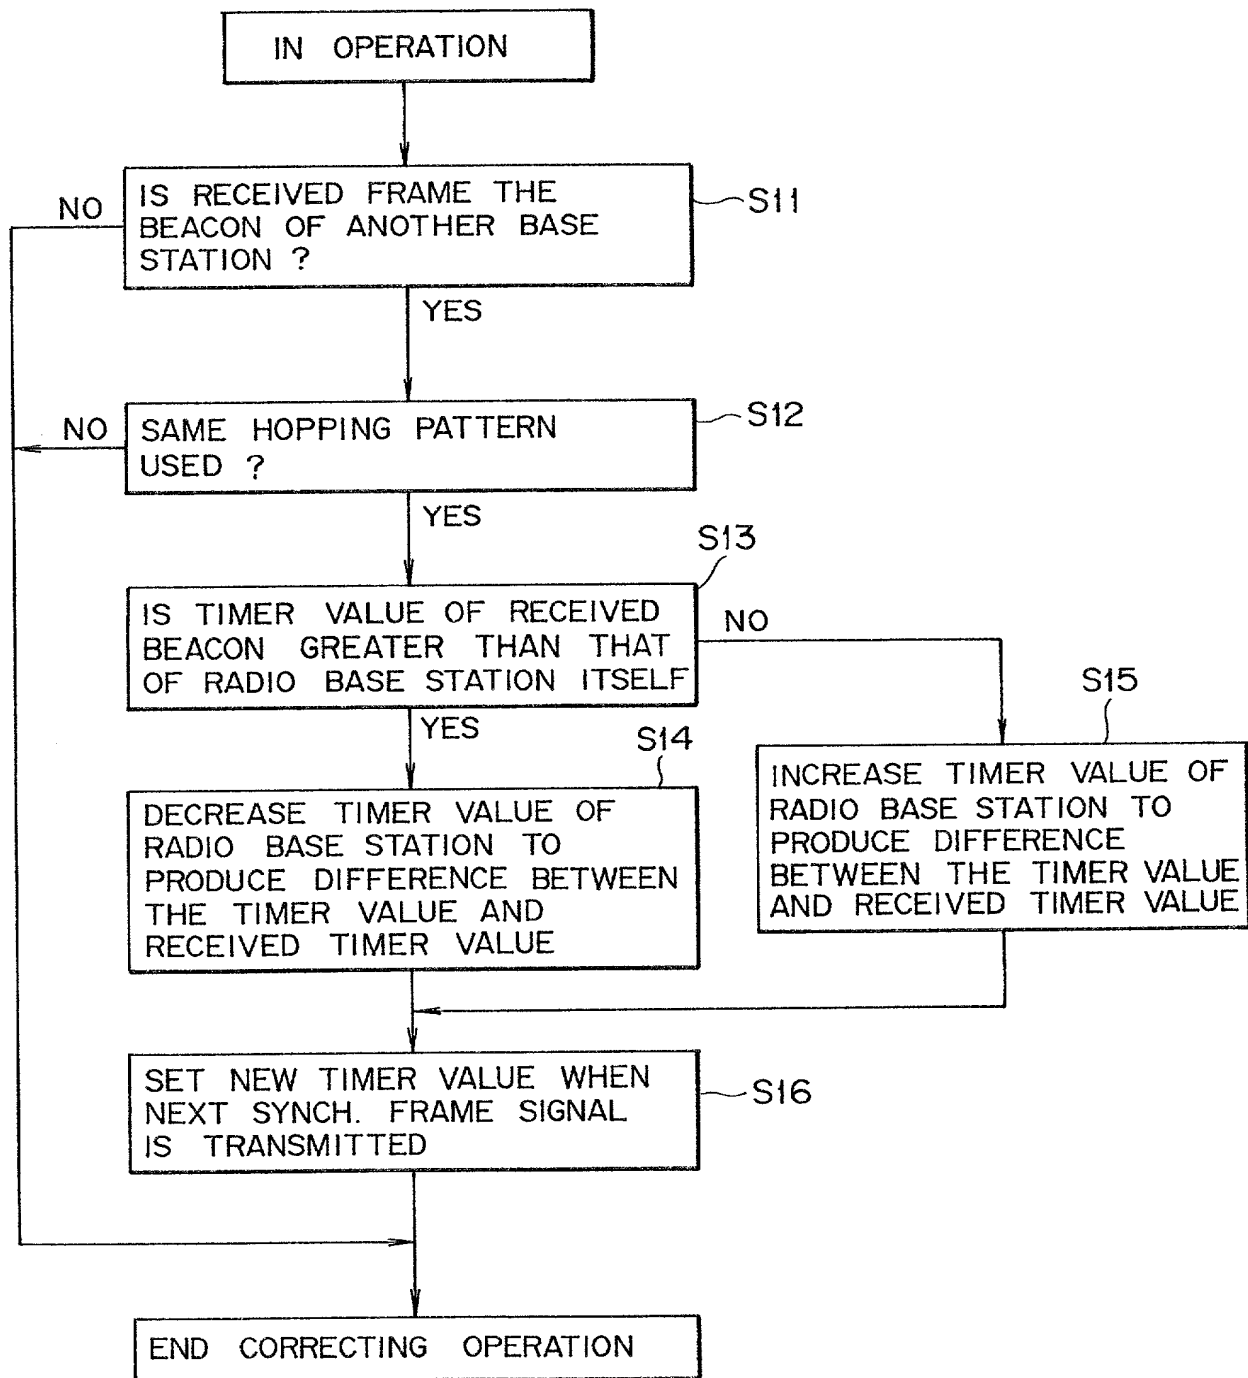 IN OPERATION
IS RECEIVED FRAME THE
BEACON OF ANOTHER BASE
STATION ?
S11
NO
YES
SAME HOPPING PATTERN
USED ?
S12
NO
YES
S13
IS TIMER VALUE OF RECEIVED
BEACON GREATER THAN THAT
OF RADIO BASE STATION ITSELF
NO
YES
S14
DECREASE TIMER VALUE OF
RADIO BASE STATION TO
PRODUCE DIFFERENCE BETWEEN
THE TIMER VALUE AND
RECEIVED TIMER VALUE
S15
INCREASE TIMER VALUE OF
RADIO BASE STATION TO
PRODUCE DIFFERENCE
BETWEEN THE TIMER VALUE
AND RECEIVED TIMER VALUE
SET NEW TIMER VALUE WHEN
NEXT SYNCH. FRAME SIGNAL
IS TRANSMITTED
S16
END CORRECTING OPERATION